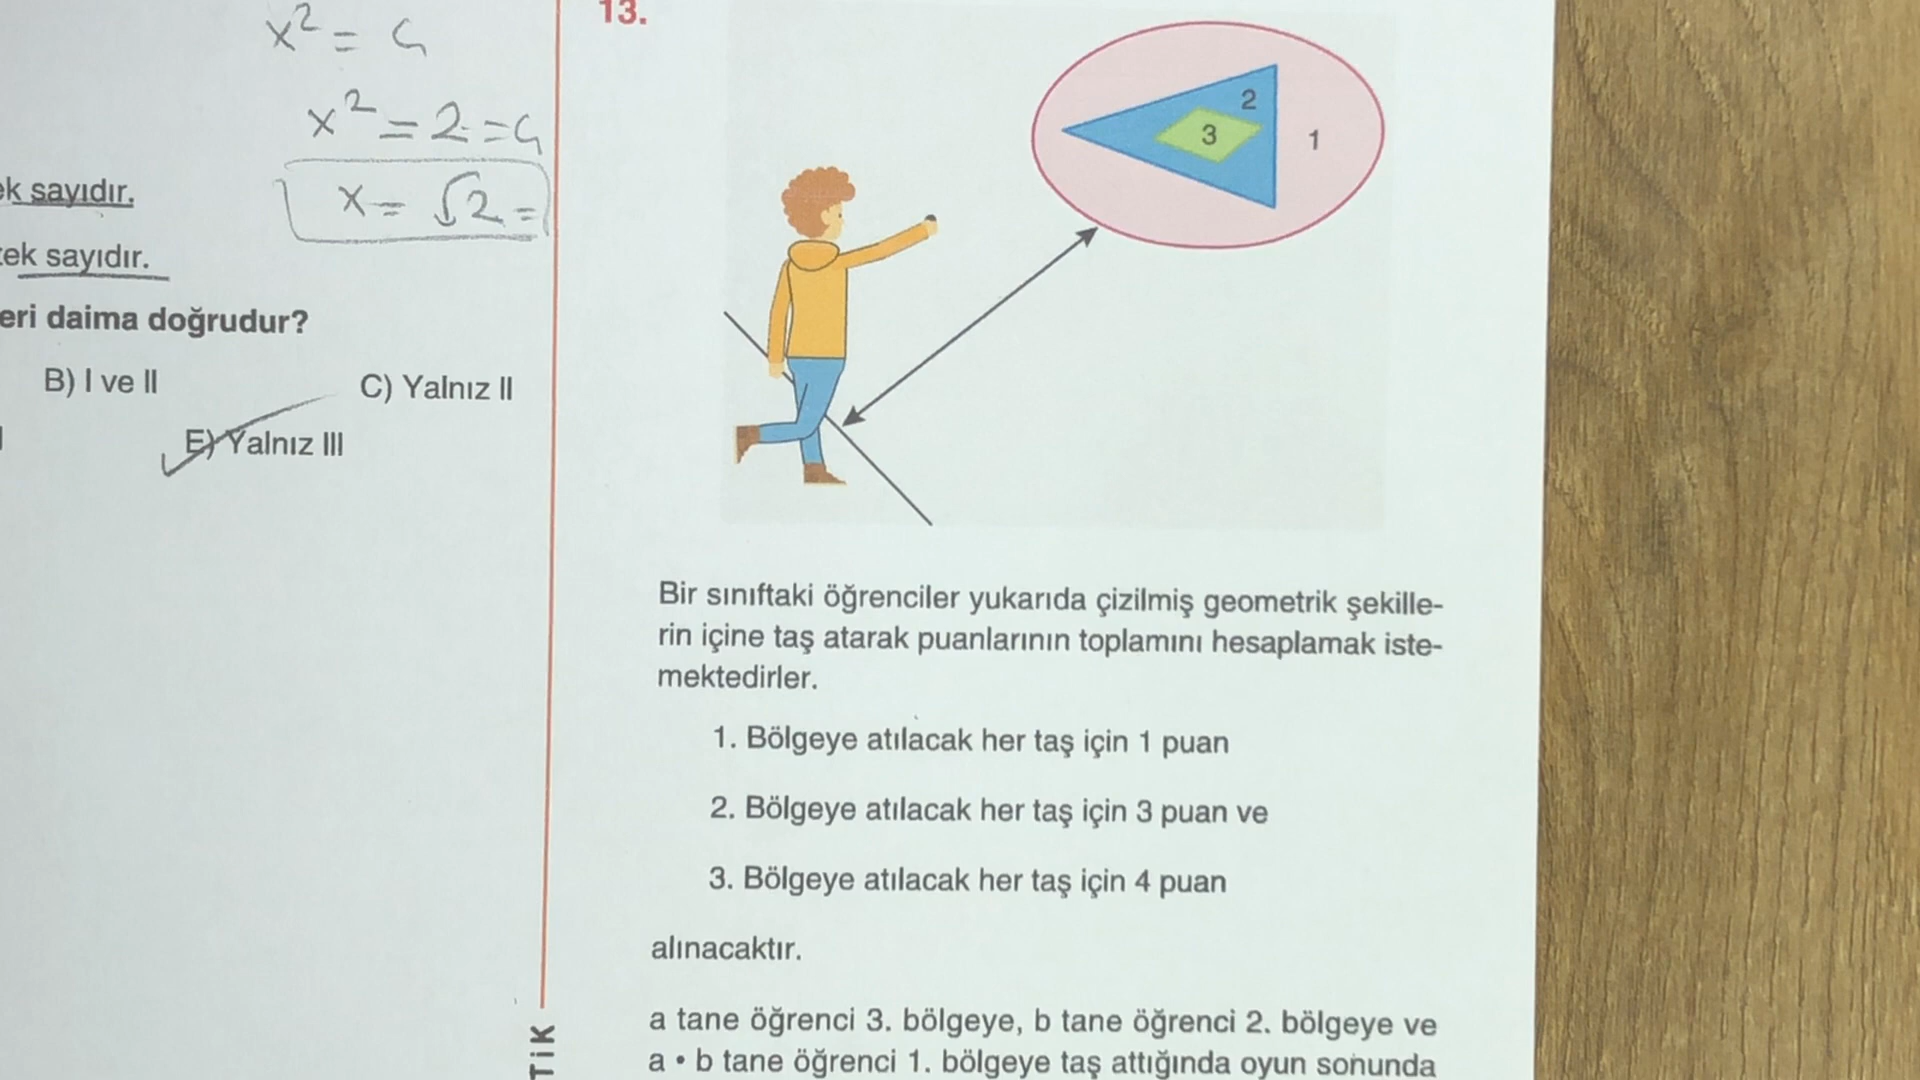 x² = 4
x² = 2 = 4
x = √2 =
sayıdır.
sayıdır.
daima doğrudur?
B) I ve II
C) Yalnız II
E) Yalnız III
13.
2
3
1
Bir sınıftaki öğrenciler yukarıda çizilmiş geometrik şekille-
rin içine taş atarak puanlarının toplamını hesaplamak iste-
mektedirler.
1. Bölgeye atılacak her taş için 1 puan
2. Bölgeye atılacak her taş için 3 puan ve
3. Bölgeye atılacak her taş için 4 puan
alınacaktır.
a tane öğrenci 3. bölgeye, b tane öğrenci 2. bölgeye ve
a • b tane öğrenci 1. bölgeye taş attığında oyun sonunda